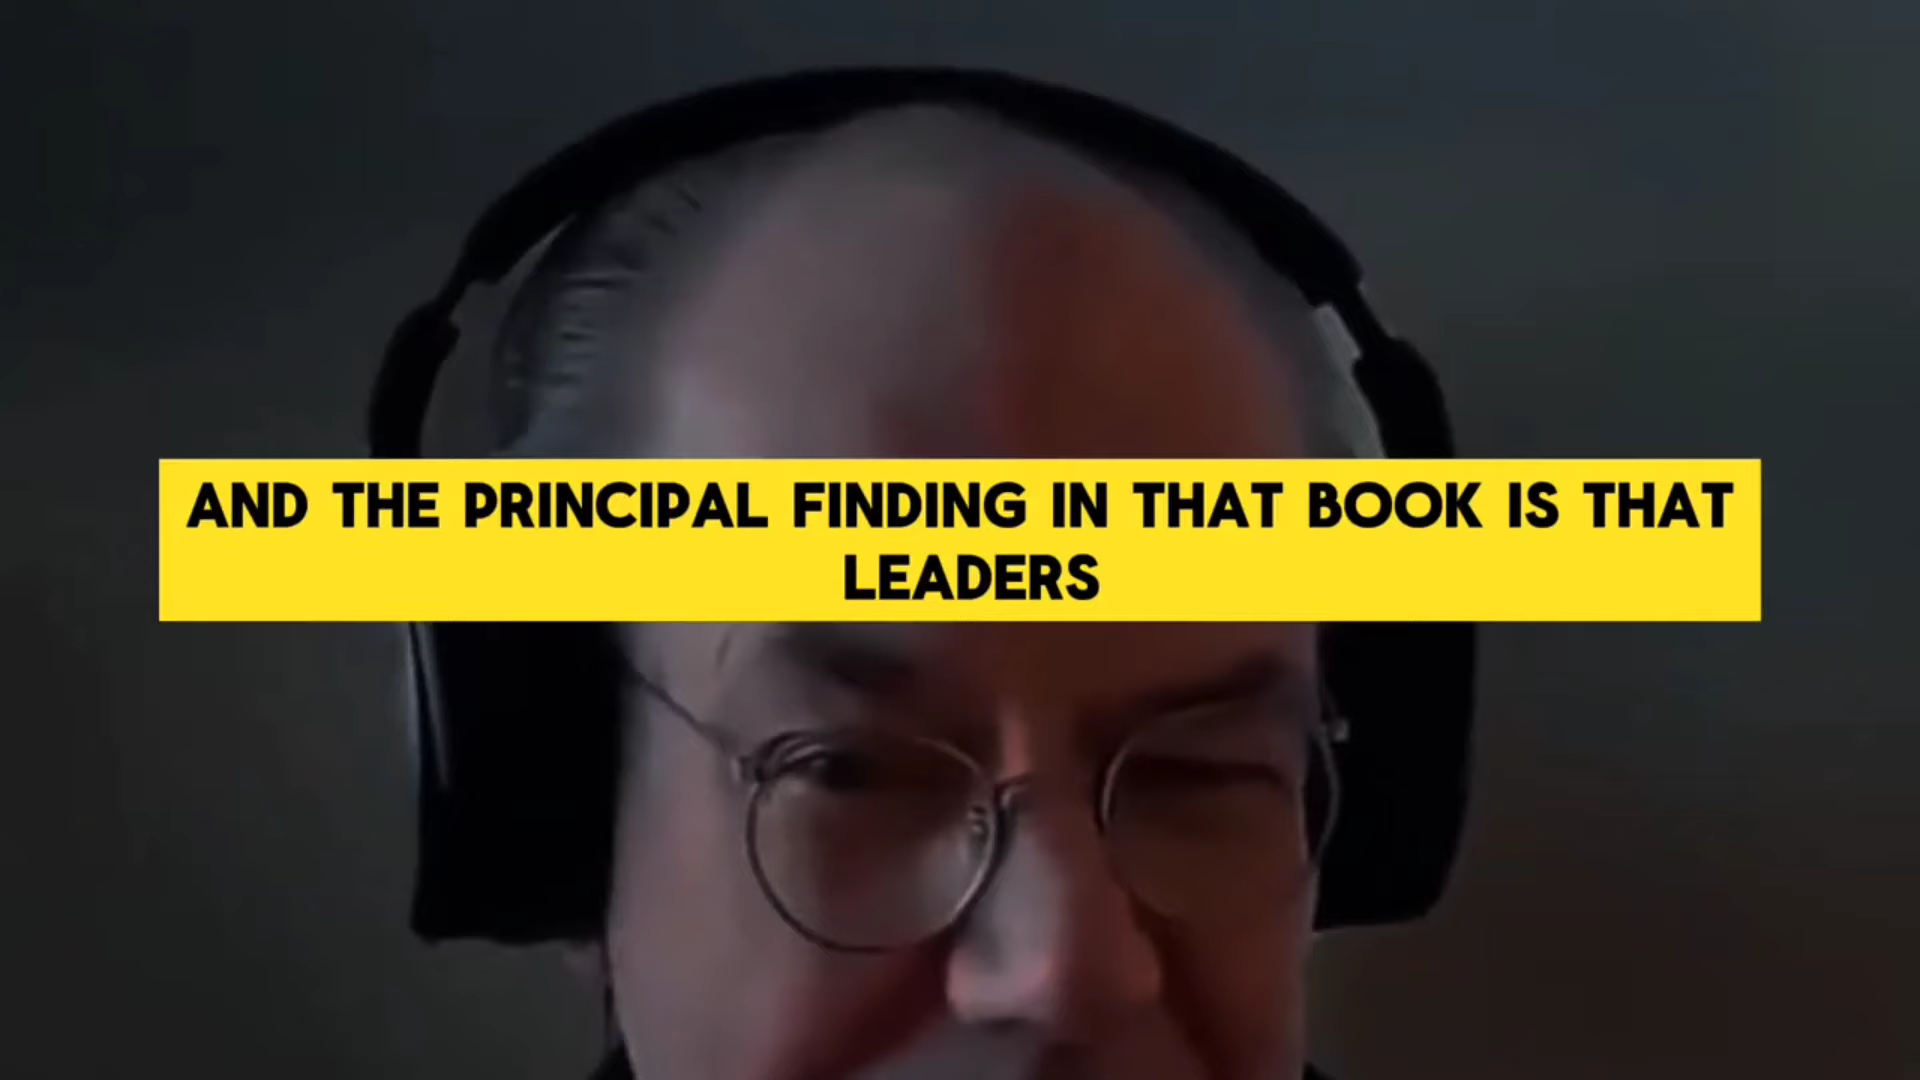 AND THE PRINCIPAL FINDING IN THAT BOOK IS THAT
LEADERS